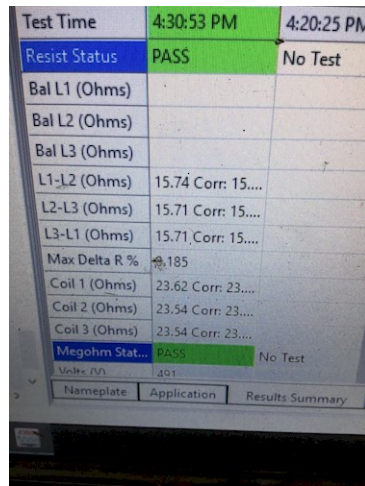 Test Time 4:30:53 PM 4:20:25 PM
Resist Status PASS No Test
Bal L1 (Ohms)
Bal L2 (Ohms)
Bal L3 (Ohms)
L1-L2 (Ohms) 15.74 Corr: 15....
L2-L3 (Ohms) 15.71 Corr: 15....
L3-L1 (Ohms) 15.71 Corr: 15....
Max Delta R % 0.185
Coil 1 (Ohms) 23.62 Corr: 23....
Coil 2 (Ohms) 23.54 Corr: 23....
Coil 3 (Ohms) 23.54 Corr: 23....
Megohm Stat... PASS No Test
Volts (V) 491
Nameplate Application Results Summary